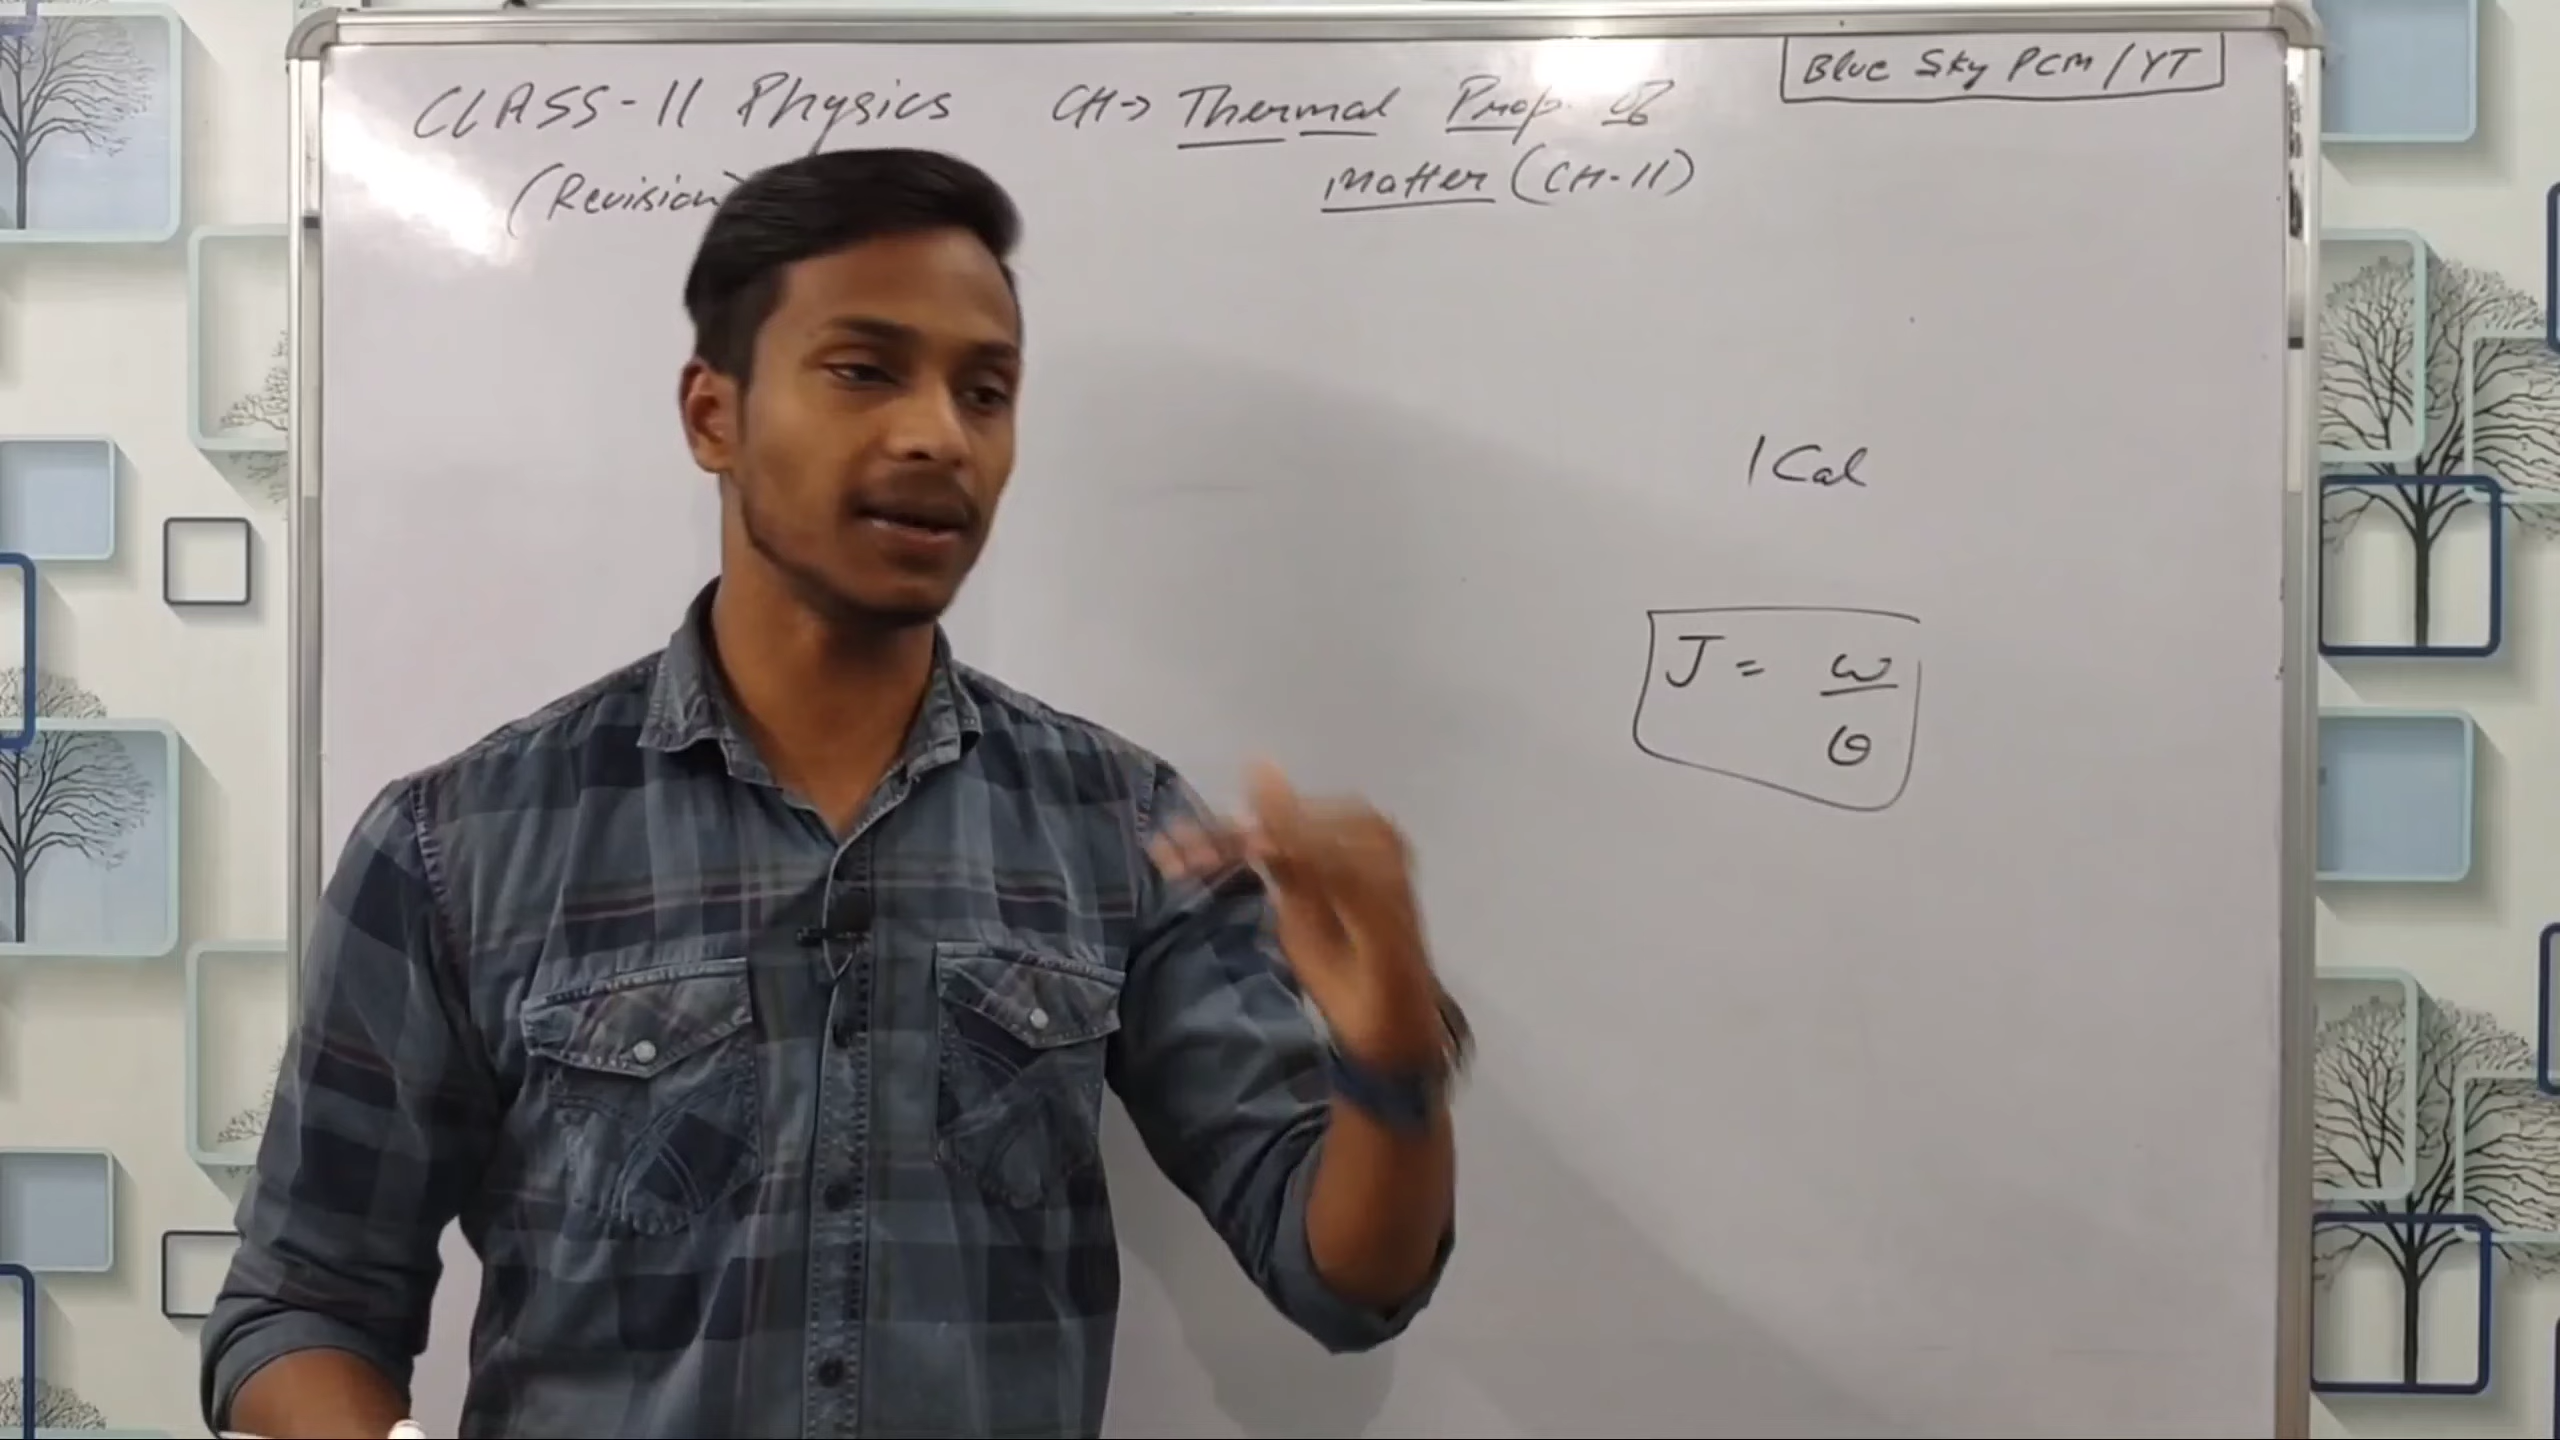 CLASS-11 Physics CH-> Thermal Prop. of
Matter (CH-11)
(Revision)
Blue Sky PCM / YT
1 Cal
J = W
Q